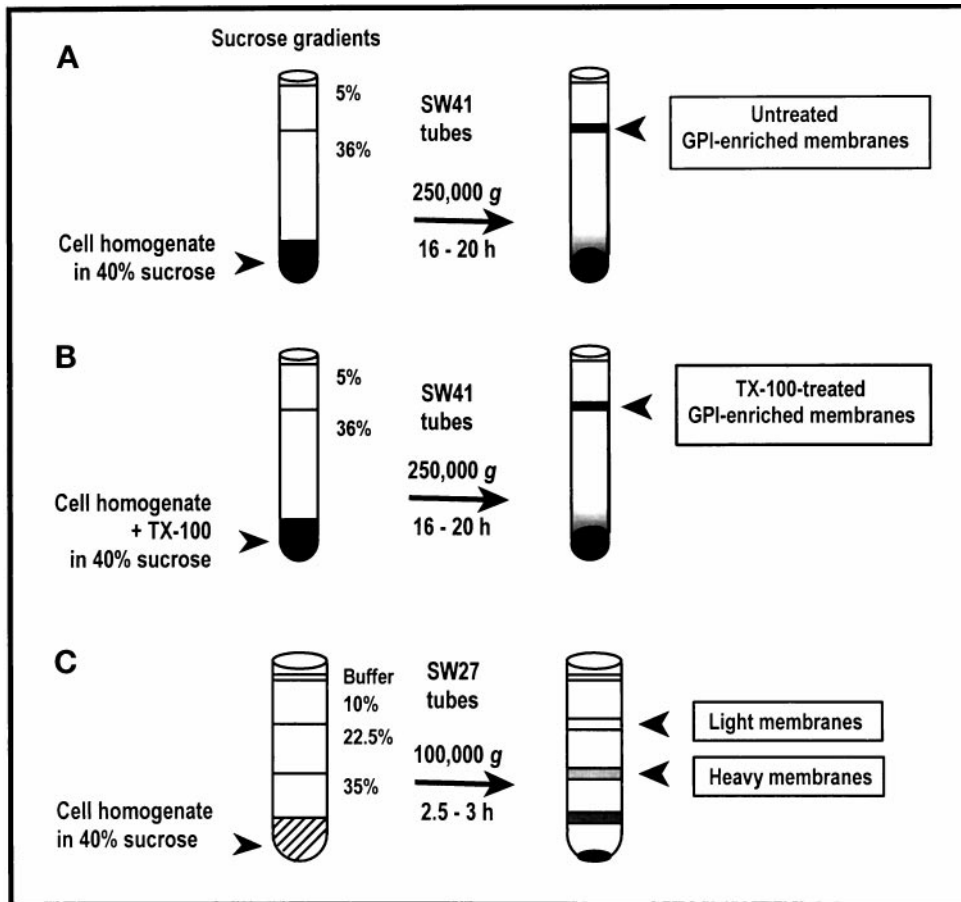 A
Sucrose gradients
5%
36%
SW41
tubes
250,000 g
16 - 20 h
Cell homogenate
in 40% sucrose
Untreated
GPI-enriched membranes
B
5%
36%
SW41
tubes
250,000 g
16 - 20 h
Cell homogenate
+ TX-100
in 40% sucrose
TX-100-treated
GPI-enriched membranes
C
Buffer
10%
22.5%
35%
SW27
tubes
100,000 g
2.5 - 3 h
Cell homogenate
in 40% sucrose
Light membranes
Heavy membranes